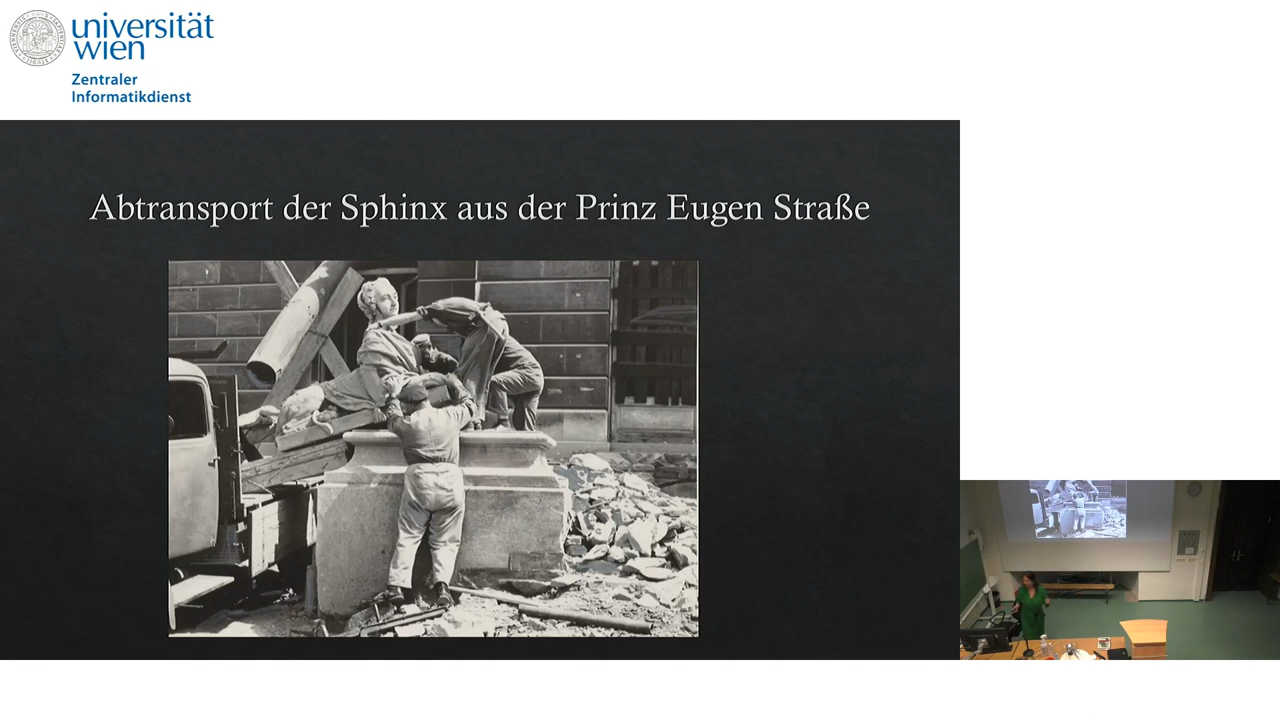 universität
wien
Zentraler
Informatikdienst
Abtransport der Sphinx aus der Prinz Eugen Straße